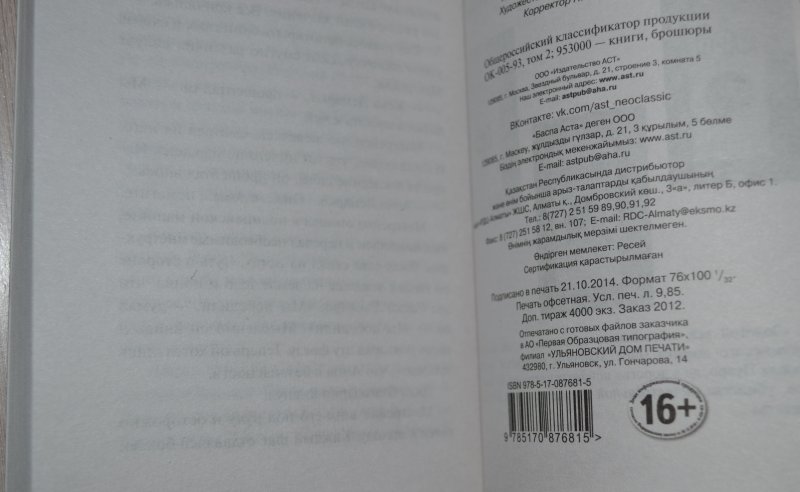 Корректор
Общероссийский классификатор продукции
ОК-005-93, том 2; 953000 — книги, брошюры
ООО «Издательство АСТ»
129085, г. Москва, Звездный бульвар, д. 21, строение 3, комната 5
Наш электронный адрес: www.ast.ru
E-mail: astpub@aha.ru
ВКонтакте: vk.com/ast_neoclassic
«Баспа Аста» деген ООО
129085, г. Мәскеу, жұлдызды гүлзар, д. 21, 3 құрылым, 5 бөлме
Біздің электрондық мекенжайымыз: www.ast.ru
E-mail: astpub@aha.ru
Қазақстан Республикасында дистрибьютор
және өнім бойынша арыз-талаптарды қабылдаушының
Алматы» ЖШС, Алматы қ., Домбровский көш., 3«а», литер Б, офис 1.
Тел.: 8(727) 2 51 59 89,90,91,92
Факс: 8 (727) 251 58 12, вн. 107; E-mail: RDC-Almaty@eksmo.kz
Өнімнің жарамдылық мерзімі шектелмеген.
Өндірген мемлекет: Ресей
Сертификация қарастырылмаған
Подписано в печать 21.10.2014. Формат 76x100 1/32.
Печать офсетная. Усл. печ. л. 9,85.
Доп. тираж 4000 экз. Заказ 2012.
Отпечатано с готовых файлов заказчика
в АО «Первая Образцовая типография»,
филиал «УЛЬЯНОВСКИЙ ДОМ ПЕЧАТИ»
432980, г. Ульяновск, ул. Гончарова, 14
ISBN 978-5-17-087681-5
9 785170 876815>
16+